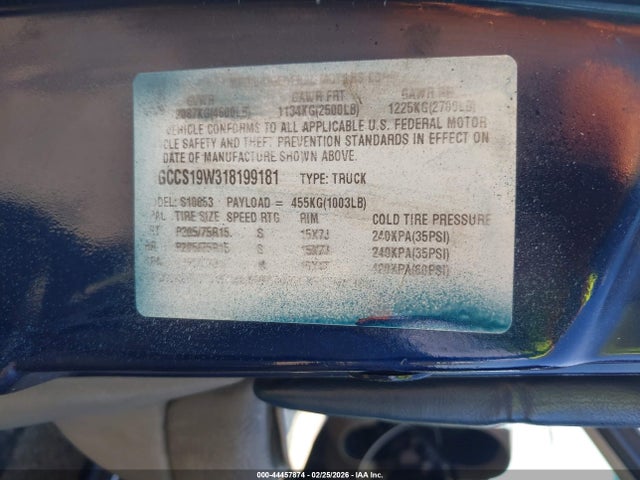 GAWR FRT GAWR RR
1134KG(2500LB) 1225KG(2700LB)
VEHICLE CONFORMS TO ALL APPLICABLE U.S. FEDERAL MOTOR
CLE SAFETY AND THEFT PREVENTION STANDARDS IN EFFECT ON
DATE OF MANUFACTURE SHOWN ABOVE.
GCCS19W318199181 TYPE: TRUCK
DEL: S10653 PAYLOAD = 455KG(1003LB)
TIRE SIZE SPEED RTG RIM COLD TIRE PRESSURE
P205/75R15 S 15X7J 240KPA(35PSI)
P205/75R15 S 15X7J 240KPA(35PSI)
420KPA(60PSI)
000-44457874 - 02/25/2026 - IAA Inc.